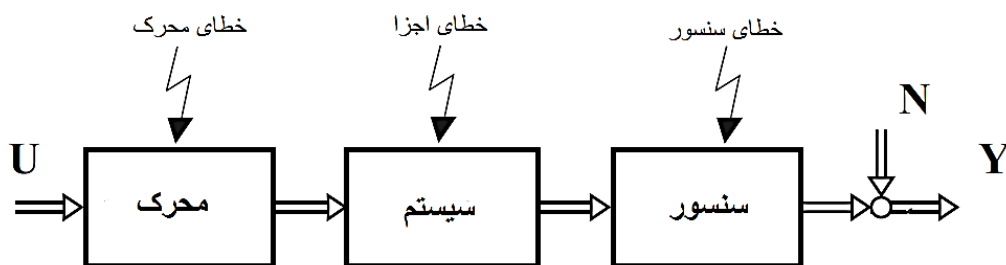 خطای محرک
خطای اجزا
خطای سنسور
N
U
Y
محرک
سیستم
سنسور